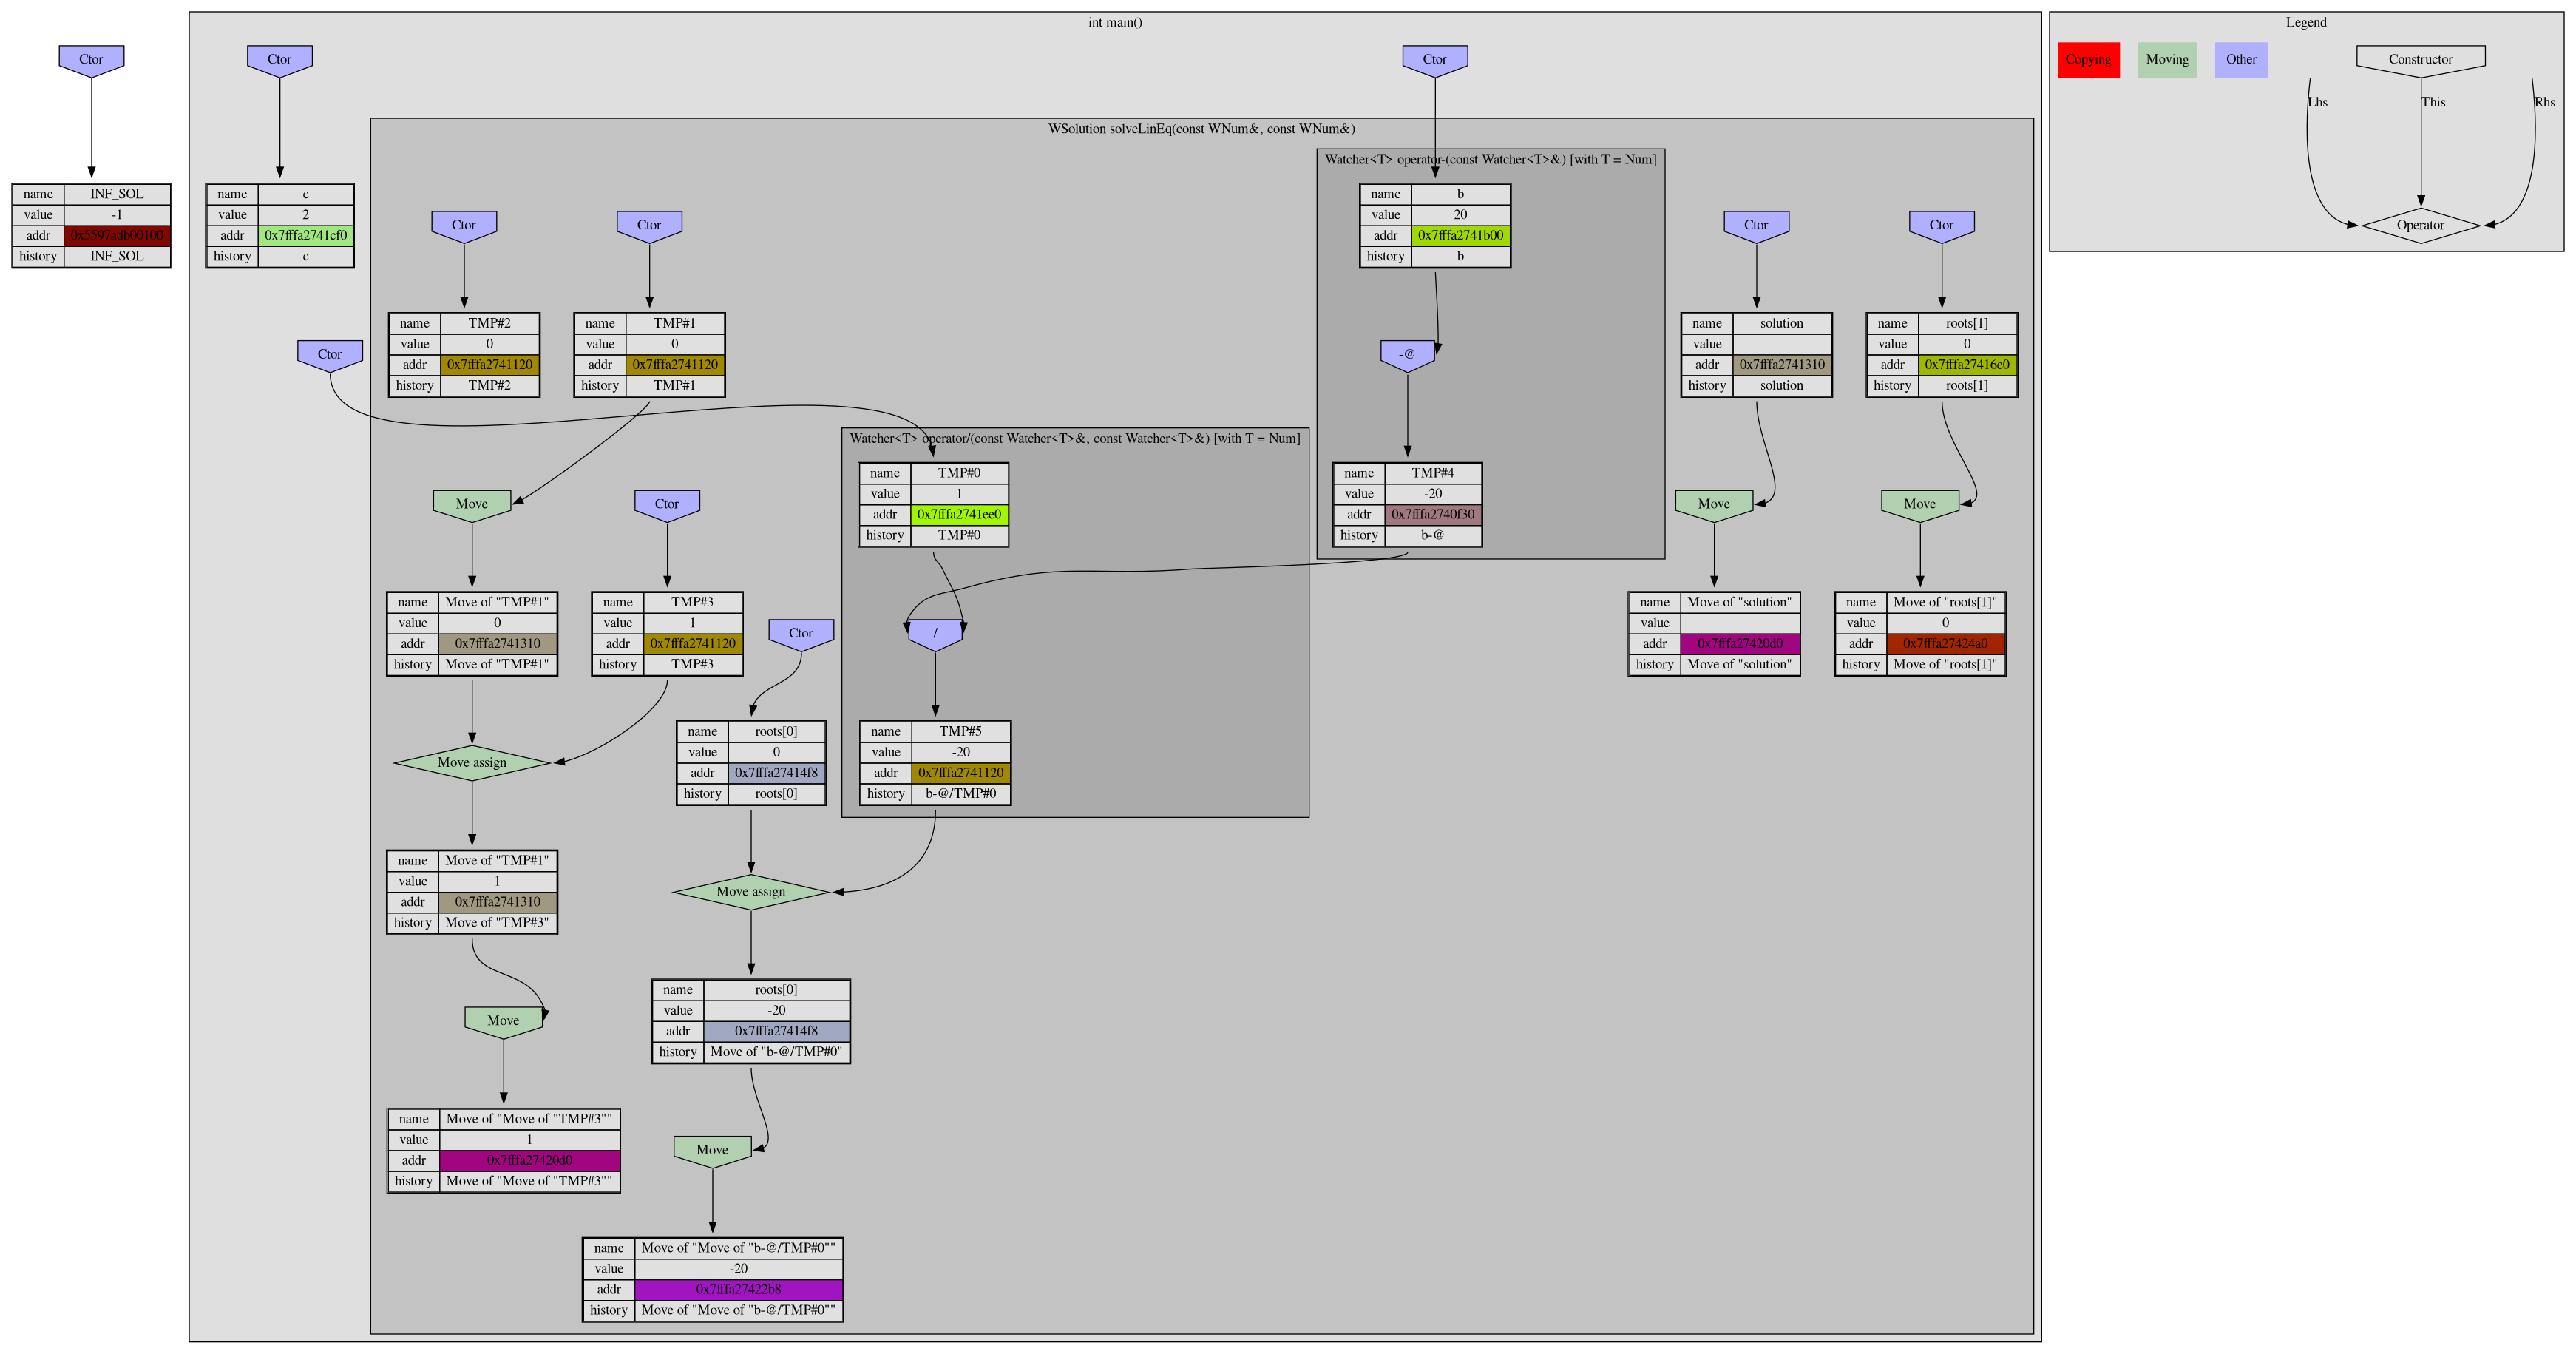 int main()
Legend
Ctor
Ctor
Ctor
Copying
Moving
Other
Constructor
Lhs
This
Rhs
Operator
WSolution solveLinEq(const WNum&, const WNum&)
Watcher<T> operator-(const Watcher<T>&) [with T = Num]
name INF_SOL
value -1
addr 0x5597adb00100
history INF_SOL
name c
value 2
addr 0x7fffa2741cf0
history c
name b
value 20
addr 0x7fffa2741b00
history b
Ctor
Ctor
Ctor
Ctor
name TMP#2
value 0
addr 0x7fffa2741120
history TMP#2
name TMP#1
value 0
addr 0x7fffa2741120
history TMP#1
name solution
value
addr 0x7fffa2741310
history solution
name roots[1]
value 0
addr 0x7fffa27416e0
history roots[1]
Ctor
-@
Watcher<T> operator/(const Watcher<T>&, const Watcher<T>&) [with T = Num]
name TMP#0
value 1
addr 0x7fffa2741ee0
history TMP#0
name TMP#4
value -20
addr 0x7fffa2740f30
history b-@
Move
Ctor
Move
Move
name Move of "TMP#1"
value 0
addr 0x7fffa2741310
history Move of "TMP#1"
name TMP#3
value 1
addr 0x7fffa2741120
history TMP#3
Ctor
/
name Move of "solution"
value
addr 0x7fffa27420d0
history Move of "solution"
name Move of "roots[1]"
value 0
addr 0x7fffa27424a0
history Move of "roots[1]"
name roots[0]
value 0
addr 0x7fffa27414f8
history roots[0]
name TMP#5
value -20
addr 0x7fffa2741120
history b-@/TMP#0
Move assign
name Move of "TMP#1"
value 1
addr 0x7fffa2741310
history Move of "TMP#3"
Move assign
name roots[0]
value -20
addr 0x7fffa27414f8
history Move of "b-@/TMP#0"
Move
name Move of "Move of "TMP#3""
value 1
addr 0x7fffa27420d0
history Move of "Move of "TMP#3""
Move
name Move of "Move of "b-@/TMP#0""
value -20
addr 0x7fffa27422b8
history Move of "Move of "b-@/TMP#0""